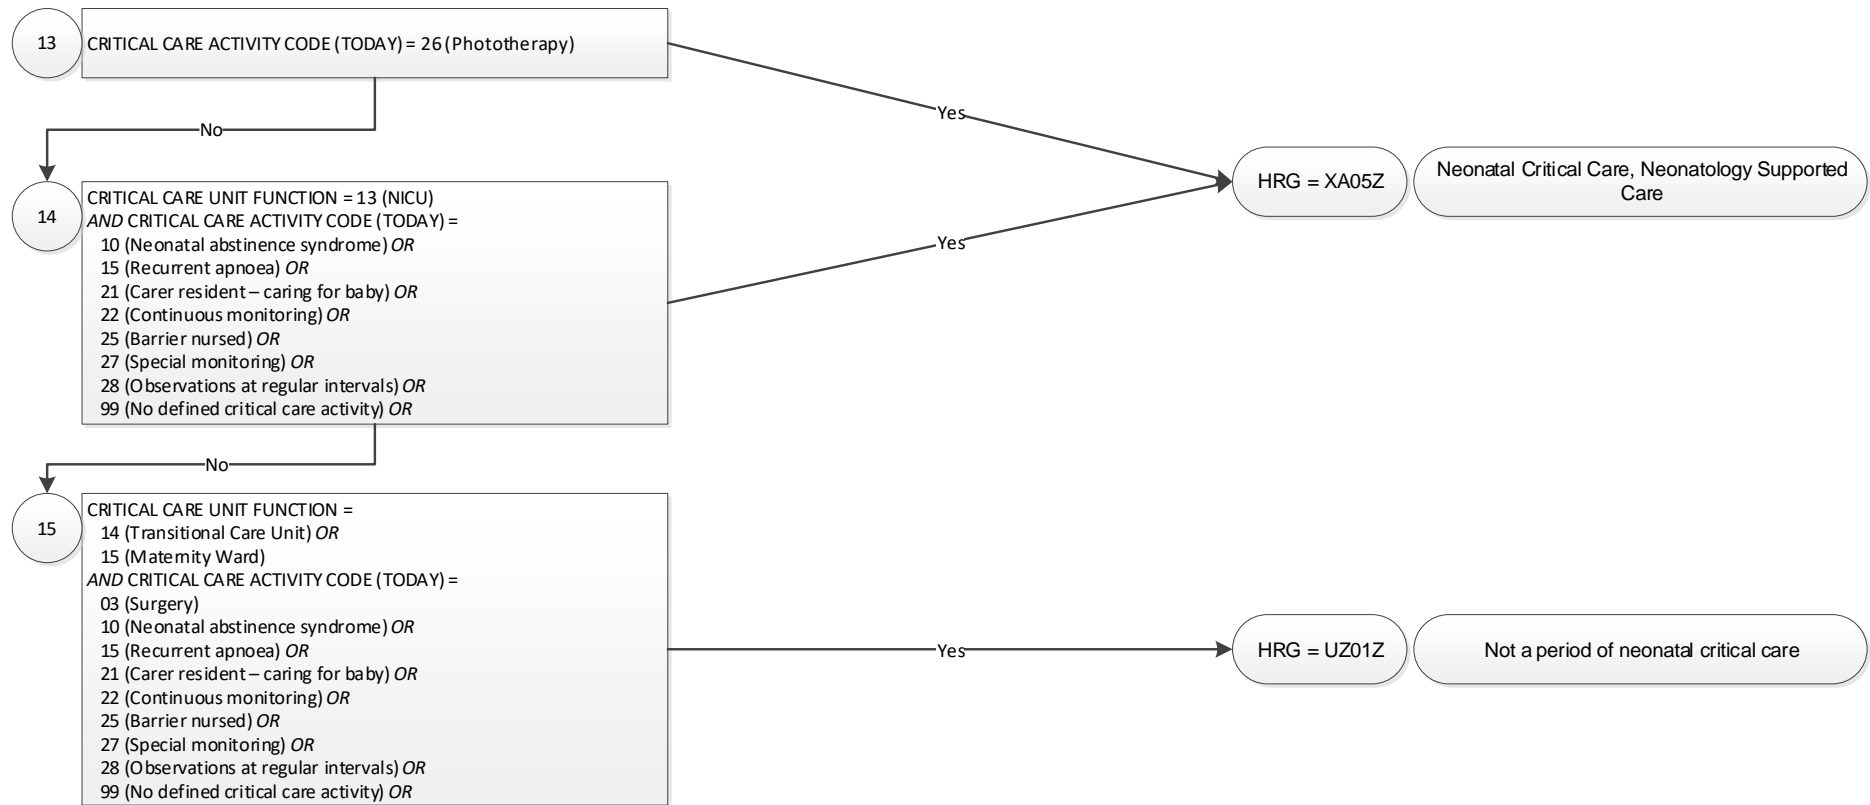 13
CRITICAL CARE ACTIVITY CODE (TODAY) = 26 (Phototherapy)
Yes
No
HRG = XA05Z
Neonatal Critical Care, Neonatology Supported
Care
14
CRITICAL CARE UNIT FUNCTION = 13 (NICU)
AND CRITICAL CARE ACTIVITY CODE (TODAY) =
10 (Neonatal abstinence syndrome) OR
15 (Recurrent apnoea) OR
21 (Carer resident – caring for baby) OR
22 (Continuous monitoring) OR
25 (Barrier nursed) OR
27 (Special monitoring) OR
28 (Observations at regular intervals) OR
99 (No defined critical care activity) OR
Yes
No
15
CRITICAL CARE UNIT FUNCTION =
14 (Transitional Care Unit) OR
15 (Maternity Ward)
AND CRITICAL CARE ACTIVITY CODE (TODAY) =
03 (Surgery)
10 (Neonatal abstinence syndrome) OR
15 (Recurrent apnoea) OR
21 (Carer resident – caring for baby) OR
22 (Continuous monitoring) OR
25 (Barrier nursed) OR
27 (Special monitoring) OR
28 (Observations at regular intervals) OR
99 (No defined critical care activity) OR
Yes
HRG = UZ01Z
Not a period of neonatal critical care